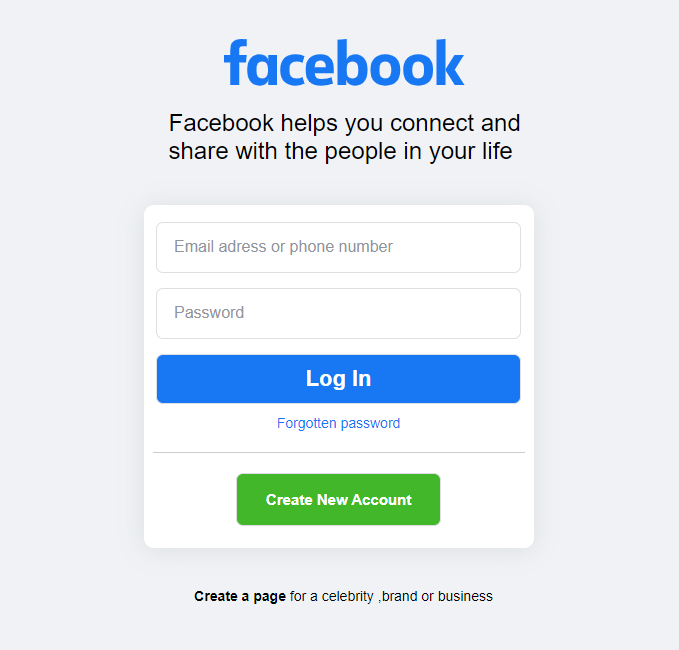 facebook
Facebook helps you connect and
share with the people in your life
Email adress or phone number
Password
Log In
Forgotten password
Create New Account
Create a page for a celebrity ,brand or business